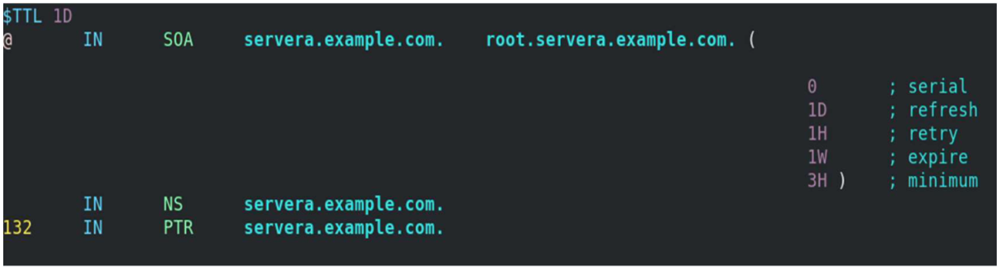 $TTL 1D
@ IN SOA servera.example.com. root.servera.example.com. (
0 ; serial
1D ; refresh
1H ; retry
1W ; expire
3H ) ; minimum
IN NS servera.example.com.
132 IN PTR servera.example.com.